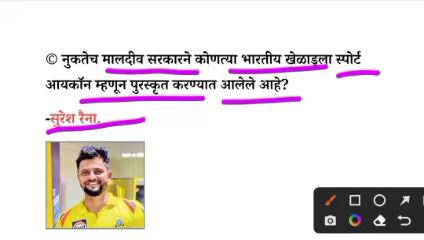 © नुकतेच मालदीव सरकारने कोणत्या भारतीय खेळाडूला स्पोर्ट
आयकॉन म्हणून पुरस्कृत करण्यात आलेले आहे?
-सुरेश रैना.